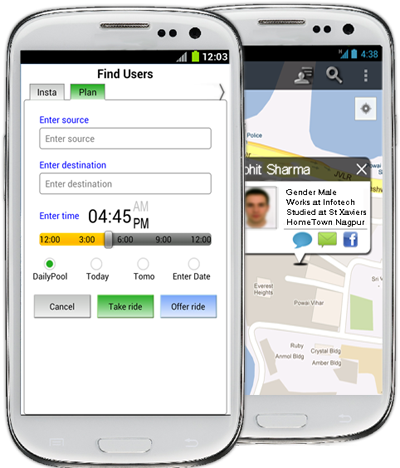 12:03
Find Users
Insta
Plan
Enter source
Enter source
Enter destination
Enter destination
Enter time
04:45
AM
PM
12:00
3:00
6:00
9:00
12:00
DailyPool
Today
Tomo
Enter Date
Cancel
Take ride
Offer ride
4:38
Police
JVLR
Sharma
Gender Male
Works at Infotech
Studied at St Xaviers
HomeTown Nagpur
Everest
Heights
Powai Vihar
Ruby
Crystal Bldg
Anmol Bldg
Amber Bldg